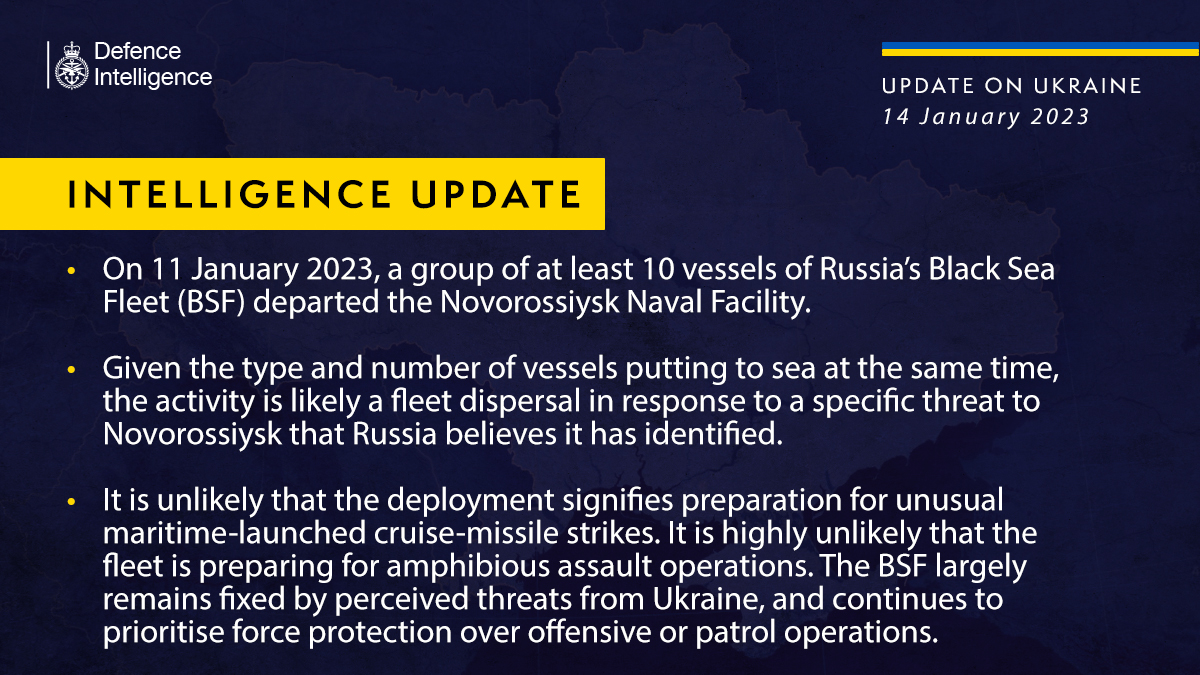 Defence
Intelligence
UPDATE ON UKRAINE
14 January 2023
INTELLIGENCE UPDATE
• On 11 January 2023, a group of at least 10 vessels of Russia’s Black Sea
Fleet (BSF) departed the Novorossiysk Naval Facility.
• Given the type and number of vessels putting to sea at the same time,
the activity is likely a fleet dispersal in response to a specific threat to
Novorossiysk that Russia believes it has identified.
• It is unlikely that the deployment signifies preparation for unusual
maritime-launched cruise-missile strikes. It is highly unlikely that the
fleet is preparing for amphibious assault operations. The BSF largely
remains fixed by perceived threats from Ukraine, and continues to
prioritise force protection over offensive or patrol operations.